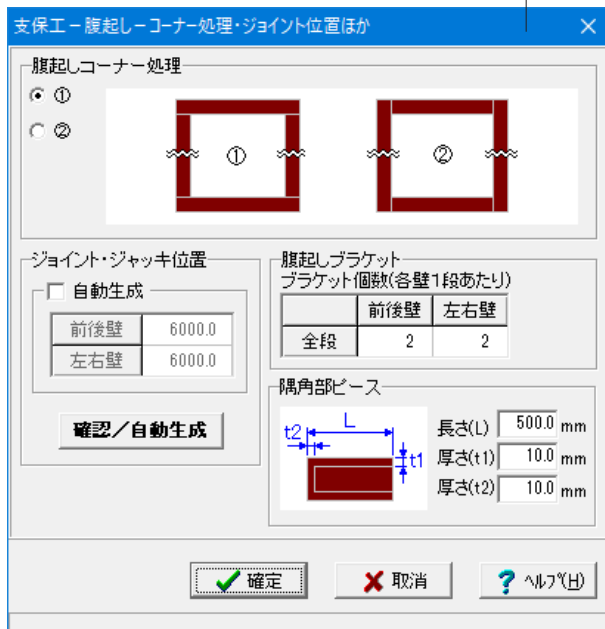 支保工－腹起し－コーナー処理・ジョイント位置ほか
腹起しコーナー処理
①
②
① ②
ジョイント・ジャッキ位置
自動生成
前後壁 6000.0
左右壁 6000.0
確認／自動生成
腹起しブラケット
ブラケット個数(各壁1段あたり)
前後壁 左右壁
全段 2 2
隅角部ピース
t2 L t1
長さ(L) 500.0 mm
厚さ(t1) 10.0 mm
厚さ(t2) 10.0 mm
確定 取消 ? ﾍﾙﾌﾟ(H)